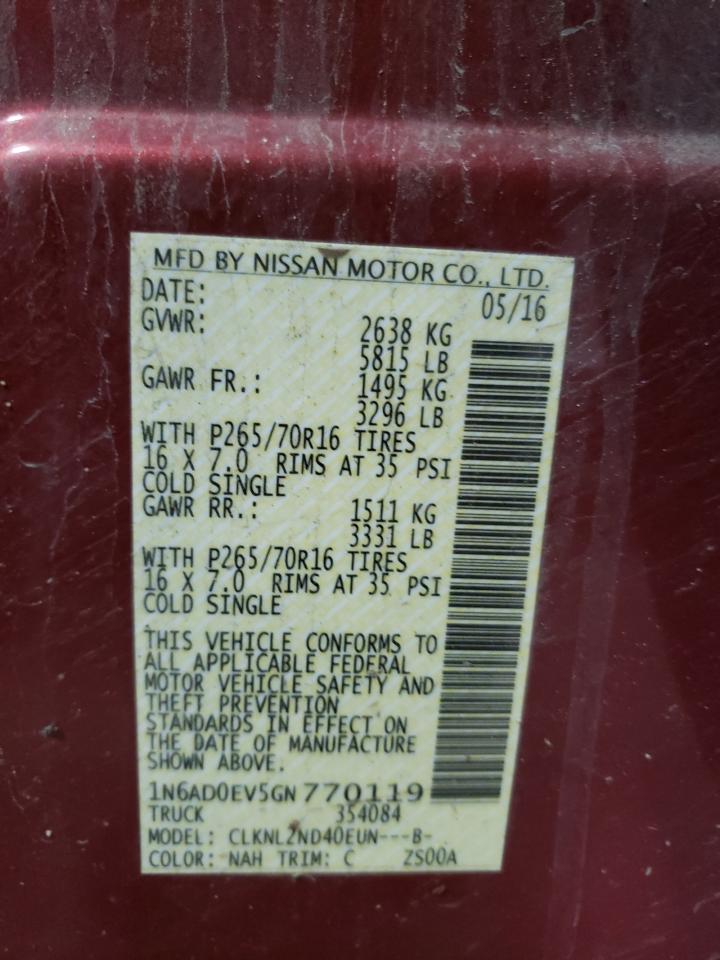 MFD BY NISSAN MOTOR CO., LTD.
DATE: 05/16
GVWR: 2638 KG
5815 LB
GAWR FR.: 1495 KG
3296 LB
WITH P265/70R16 TIRES
16 X 7.0 RIMS AT 35 PSI
COLD SINGLE
GAWR RR.: 1511 KG
3331 LB
WITH P265/70R16 TIRES
16 X 7.0 RIMS AT 35 PSI
COLD SINGLE
THIS VEHICLE CONFORMS TO
ALL APPLICABLE FEDERAL
MOTOR VEHICLE SAFETY AND
THEFT PREVENTION
STANDARDS IN EFFECT ON
THE DATE OF MANUFACTURE
SHOWN ABOVE.
1N6AD0EV5GN770119
TRUCK 354084
MODEL: CLKNLZND40EUN---B-
COLOR: NAH TRIM: C ZS00A